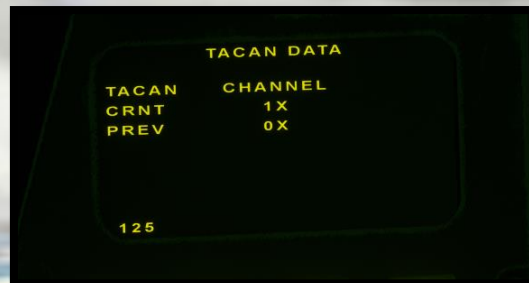 TACAN DATA
TACAN CHANNEL
CRNT 1X
PREV 0X
125